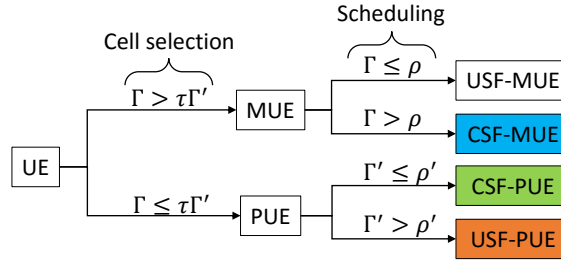 Cell selection
Scheduling
Γ > τΓ′
MUE
Γ ≤ ρ
USF-MUE
Γ > ρ
CSF-MUE
UE
Γ ≤ τΓ′
PUE
Γ′ ≤ ρ′
CSF-PUE
Γ′ > ρ′
USF-PUE